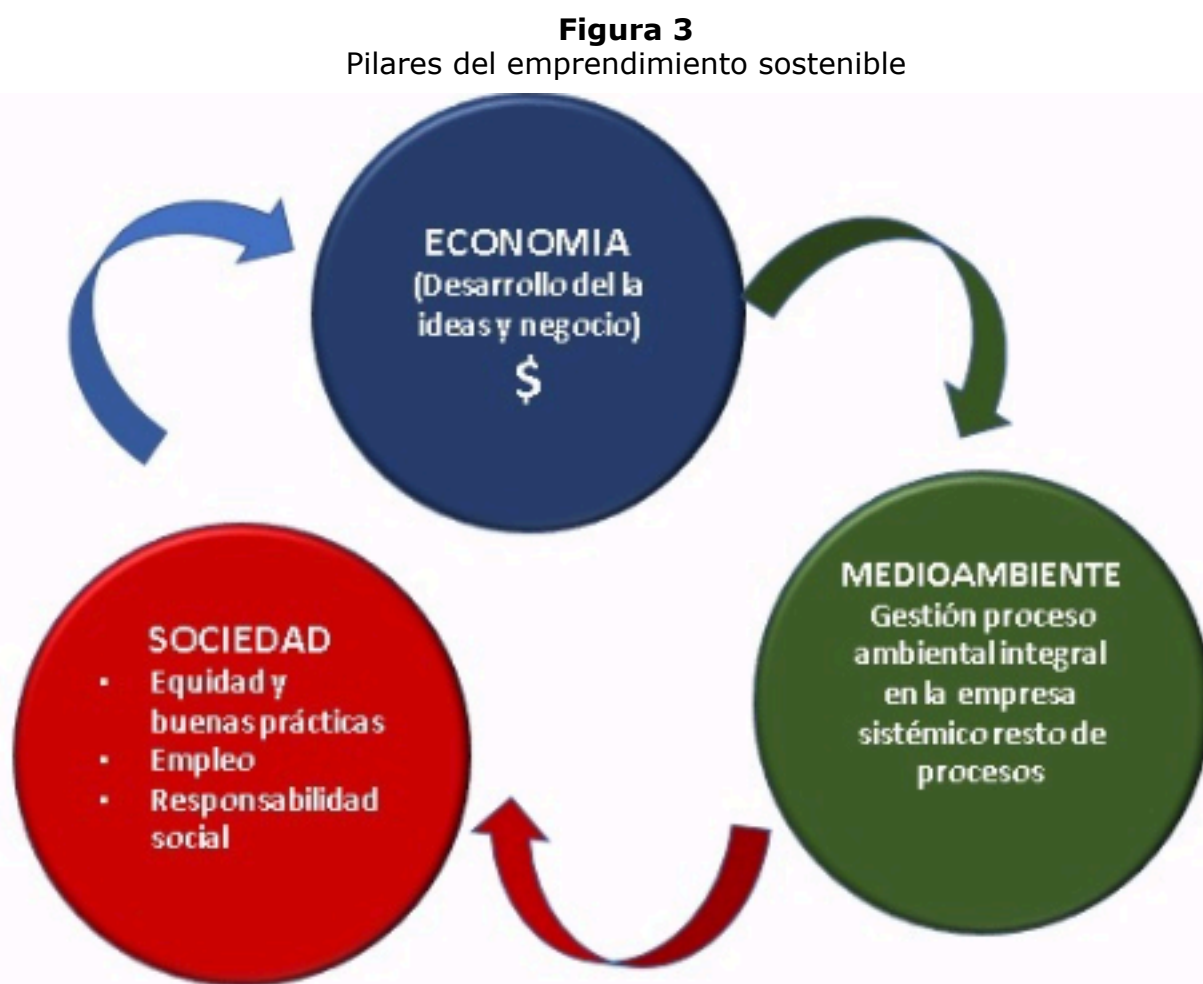 Figura 3
Pilares del emprendimiento sostenible
ECONOMIA
(Desarrollo del la
ideas y negocio)
$
MEDIOAMBIENTE
Gestión proceso
ambiental integral
en la empresa
sistémico resto de
procesos
SOCIEDAD
▪ Equidad y
buenas prácticas
▪ Empleo
▪ Responsabilidad
social